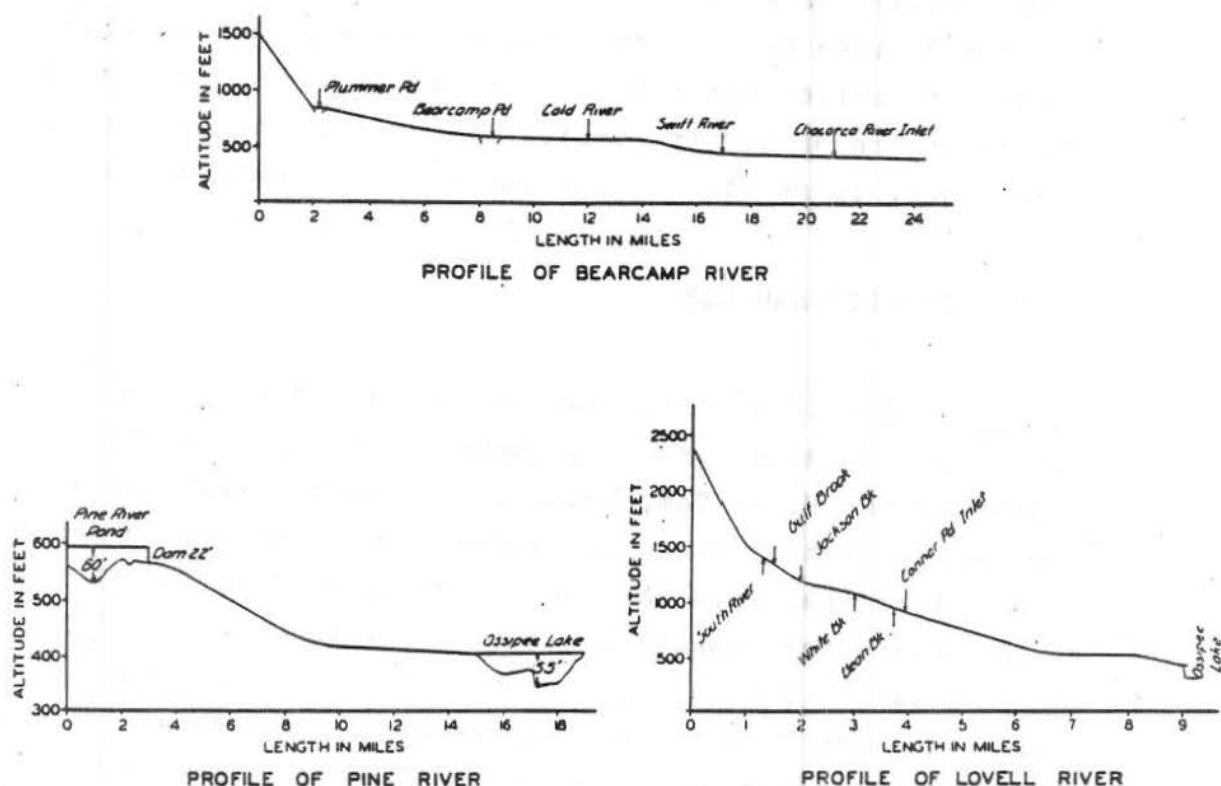 ALTITUDE IN FEET
1500
1000
500
0
Plummer Pd
Bearcamp Pd
Cold River
Swift River
Chocorca River Inlet
0 2 4 6 8 10 12 14 16 18 20 22 24
LENGTH IN MILES
PROFILE OF BEARCAMP RIVER
ALTITUDE IN FEET
600
500
400
300
Pine River
Pond
60'
Dam 22'
Ossipee Lake
55'
0 2 4 6 8 10 12 14 16 18
LENGTH IN MILES
PROFILE OF PINE RIVER
ALTITUDE IN FEET
2500
2000
1500
1000
500
South River
Gulf Brook
Jackson Bk
White Bk
Dean Bk
Conner Pd Inlet
Ossipee
Lake
0 1 2 3 4 5 6 7 8 9
LENGTH IN MILES
PROFILE OF LOVELL RIVER